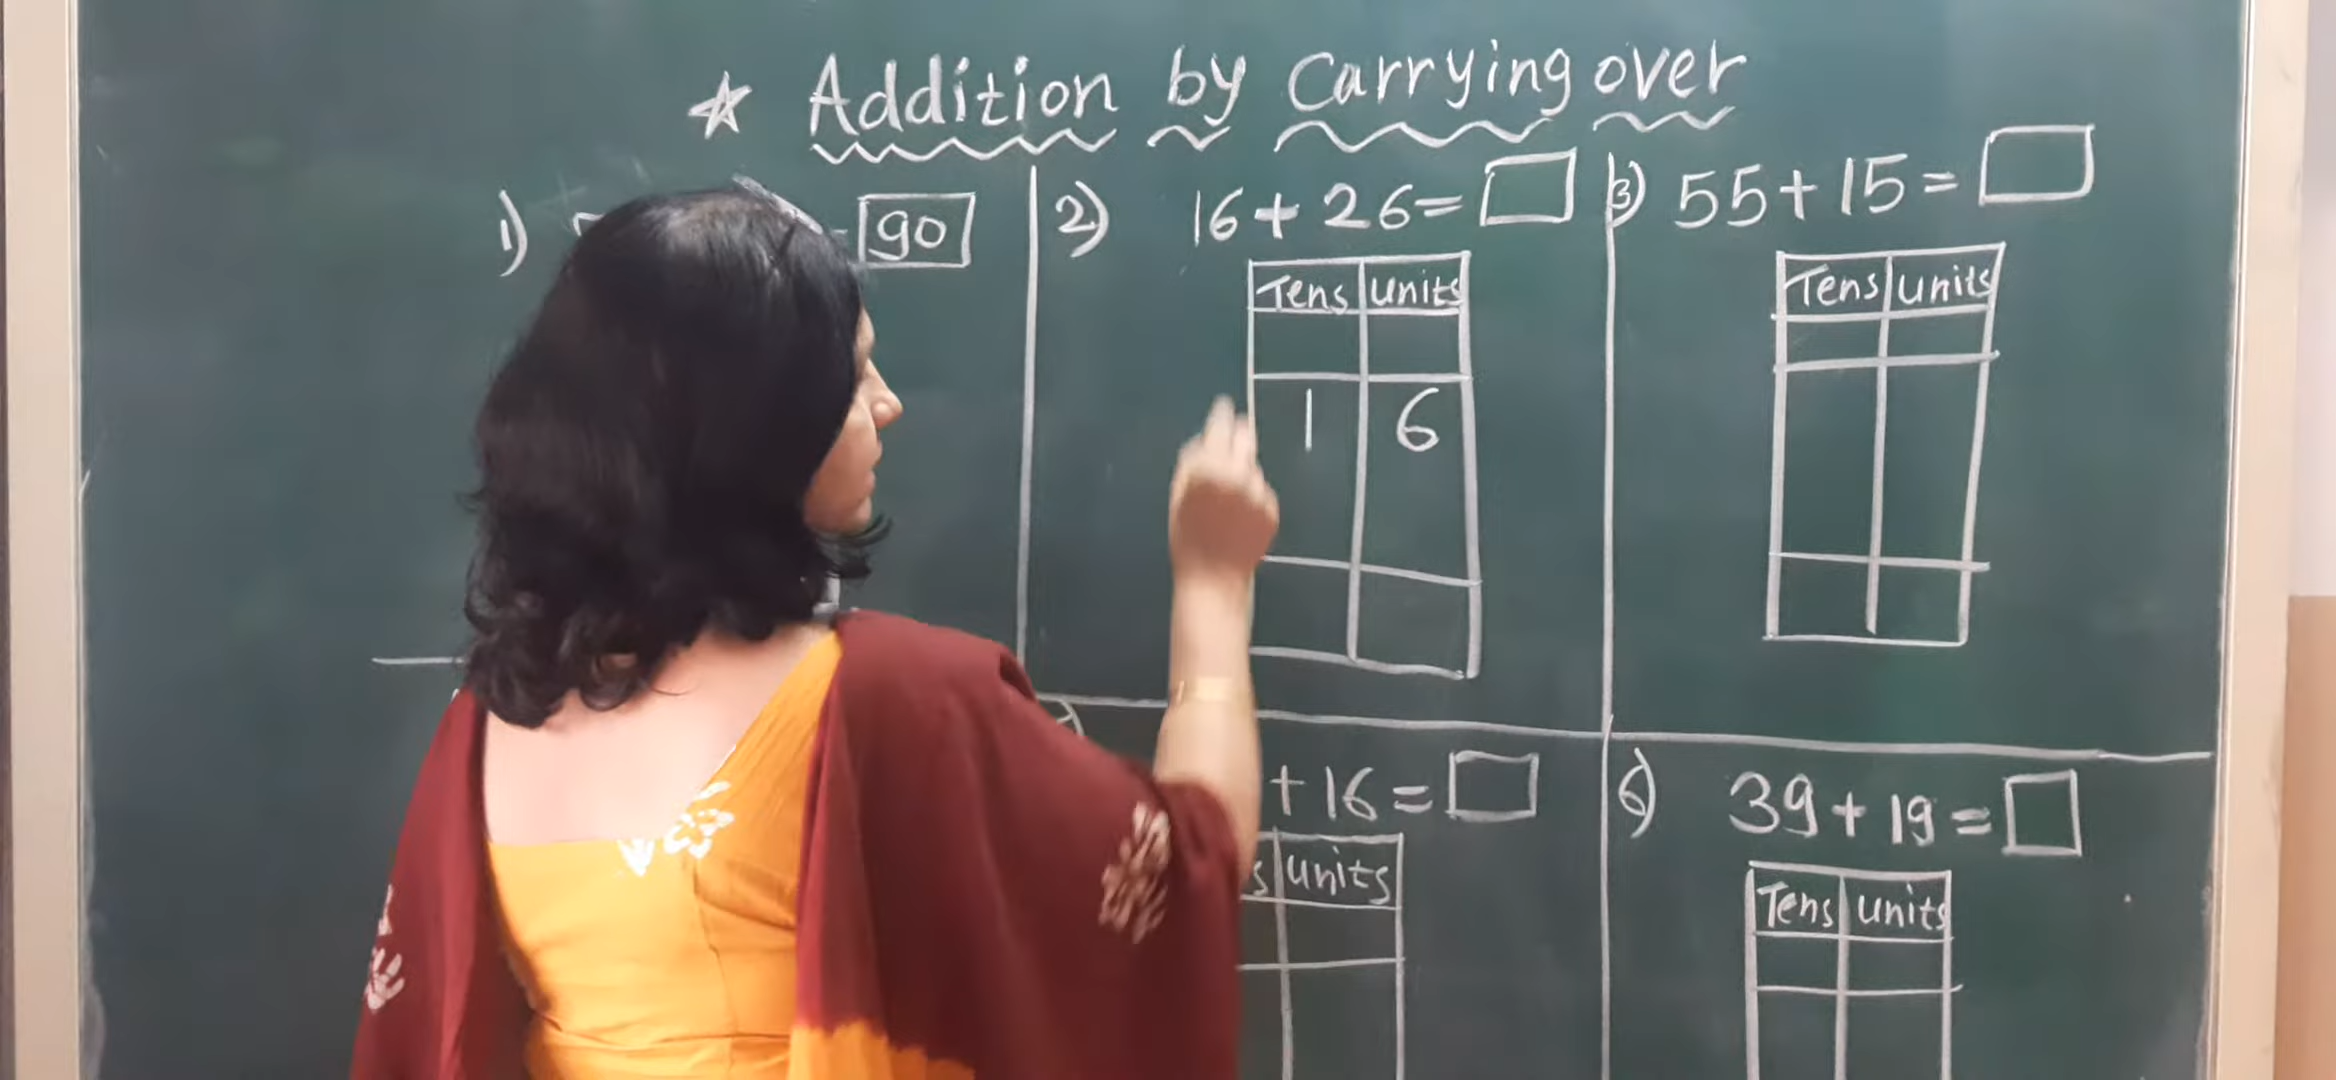 ☆ Addition by Carrying over
1) 90
2) 16 + 26 =
Tens Units
1 6
3) 55 + 15 =
Tens Units
+ 16 =
s Units
6) 39 + 19 =
Tens Units